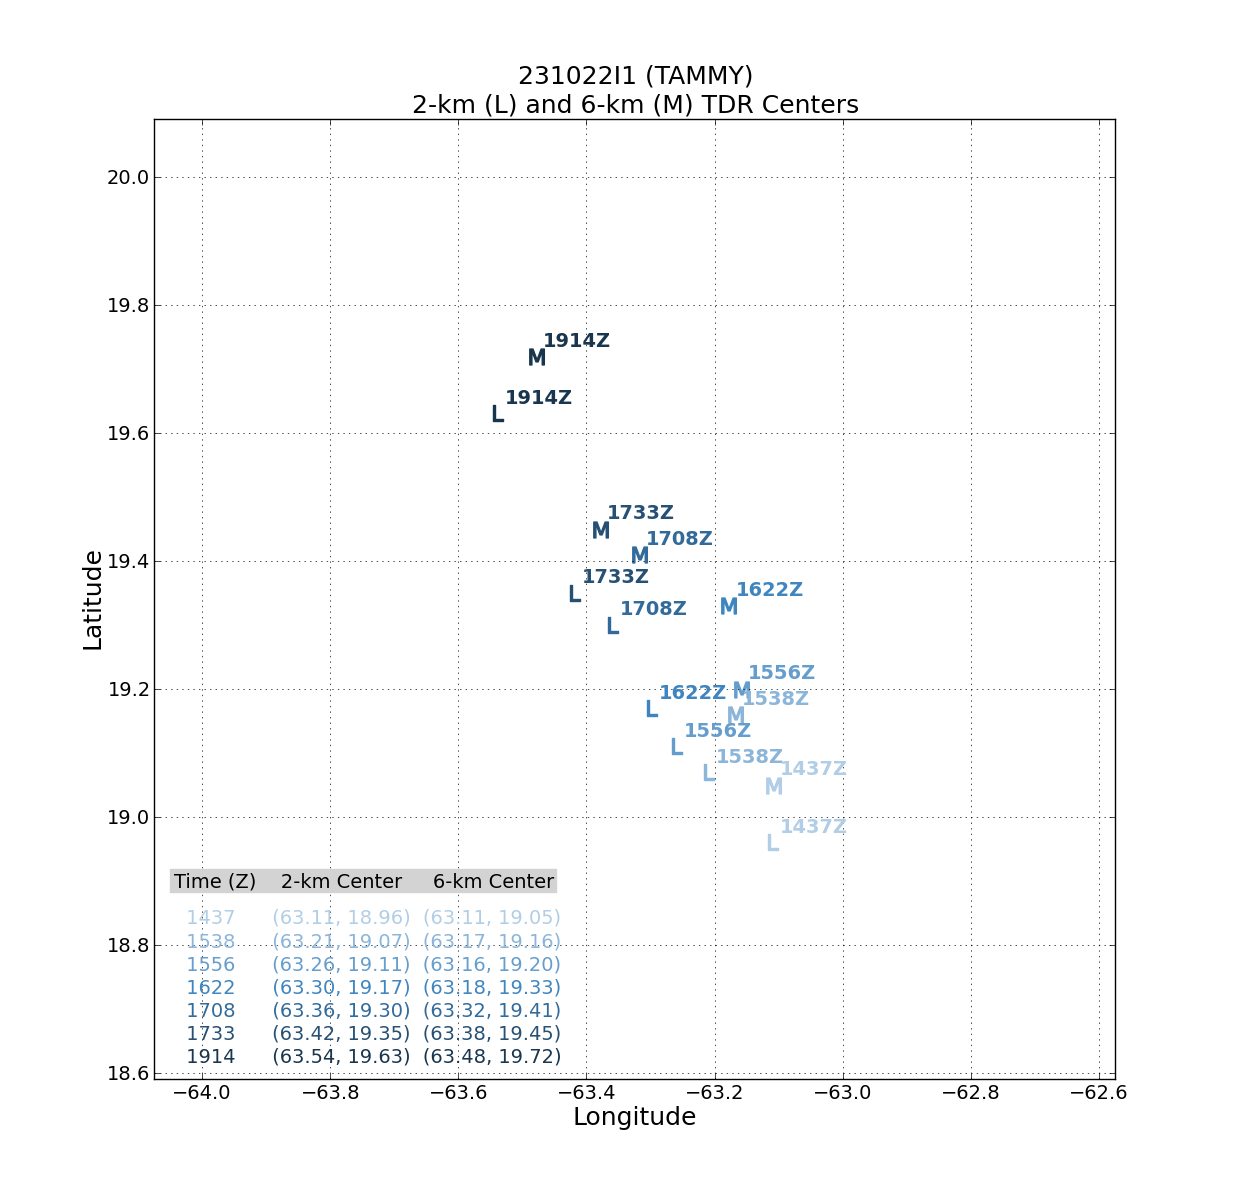 231022I1 (TAMMY)
2-km (L) and 6-km (M) TDR Centers
20.0
19.8
1914Z
M
1914Z
L
19.6
1733Z
M
1708Z
M
19.4
1733Z
L
1622Z
M
1708Z
L
1556Z
M
19.2
1622Z
L
1538Z
M
1556Z
L
1538Z
L
1437Z
M
19.0
1437Z
L
Time (Z) 2-km Center 6-km Center
1437 (63.11, 18.96) (63.11, 19.05)
1538 (63.21, 19.07) (63.17, 19.16)
18.8
1556 (63.26, 19.11) (63.16, 19.20)
1622 (63.30, 19.17) (63.18, 19.33)
1708 (63.36, 19.30) (63.32, 19.41)
1733 (63.42, 19.35) (63.38, 19.45)
1914 (63.54, 19.63) (63.48, 19.72)
18.6
Latitude
−64.0 −63.8 −63.6 −63.4 −63.2 −63.0 −62.8 −62.6
Longitude